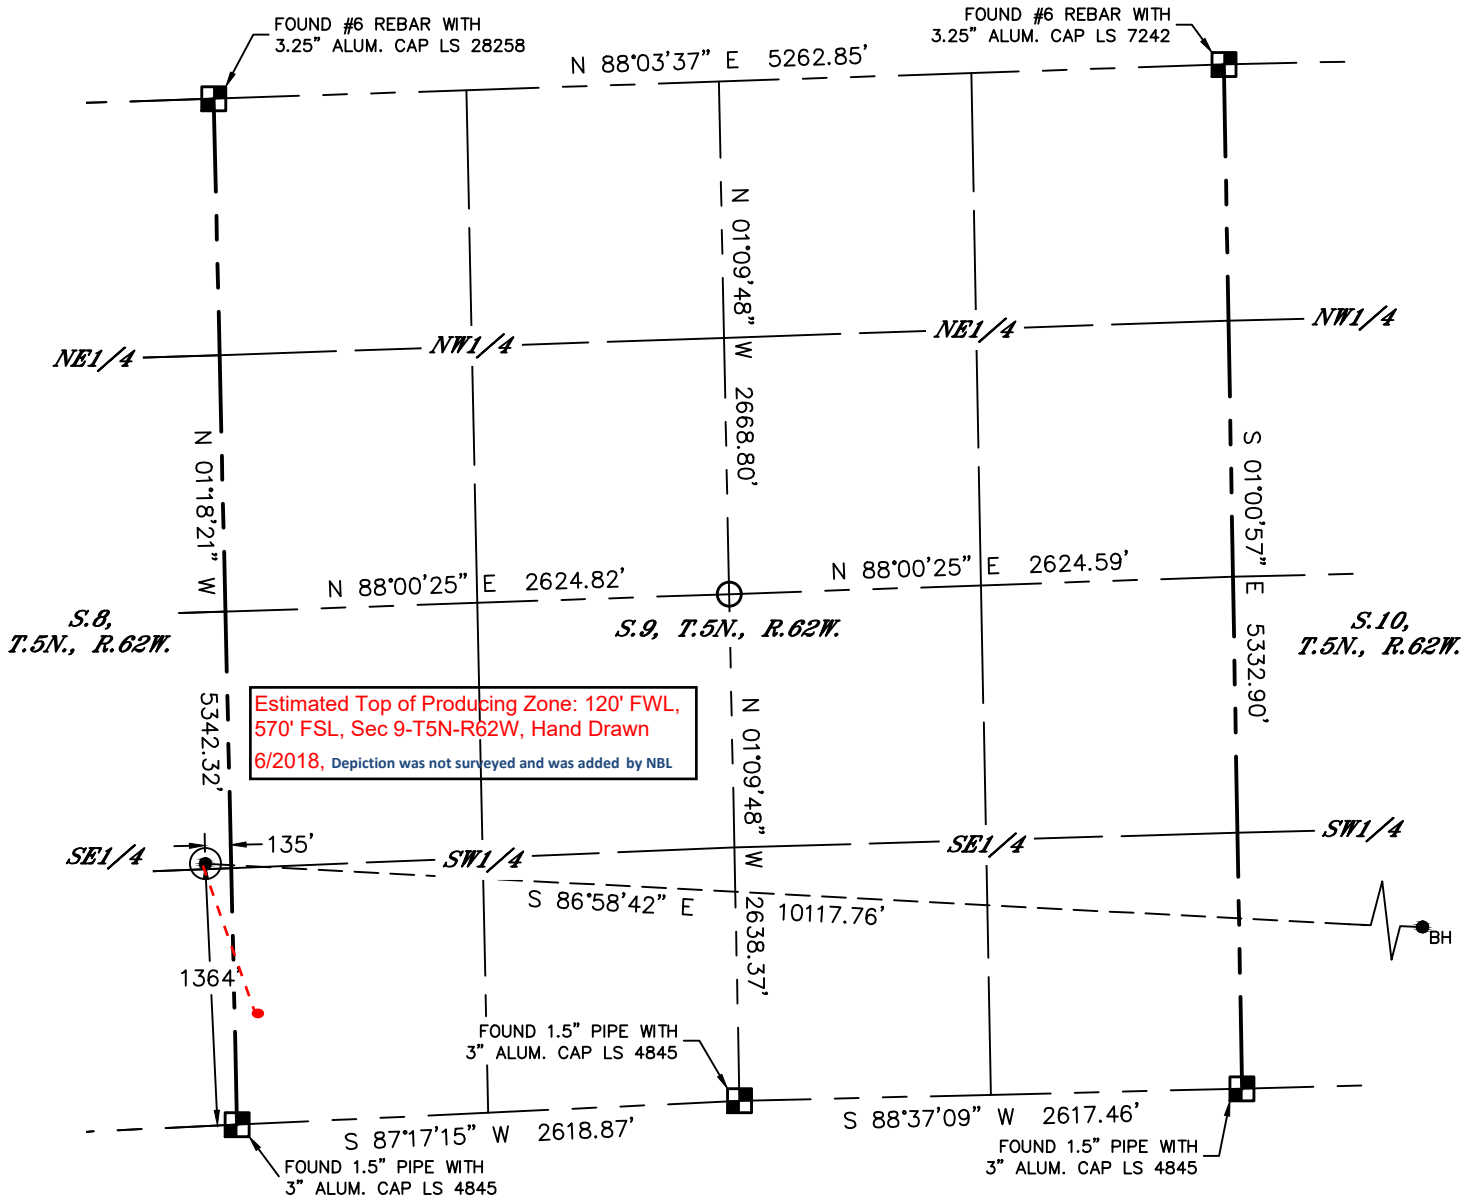 FOUND #6 REBAR WITH
3.25" ALUM. CAP LS 28258
FOUND #6 REBAR WITH
3.25" ALUM. CAP LS 7242
N 88°03'37" E 5262.85'
N 01°09'48" W 2668.80'
NE1/4
NW1/4
NE1/4
NW1/4
N 01°18'21" W 5342.32'
S 01°00'57" E 5332.90'
N 88°00'25" E 2624.82'
N 88°00'25" E 2624.59'
S.8,
T.5N., R.62W.
S.9, T.5N., R.62W.
S.10,
T.5N., R.62W.
Estimated Top of Producing Zone: 120' FWL,
570' FSL, Sec 9-T5N-R62W, Hand Drawn
6/2018, Depiction was not surveyed and was added by NBL
N 01°09'48" W 2638.37'
135'
SE1/4
SW1/4
SE1/4
SW1/4
S 86°58'42" E 10117.76'
BH
1364'
FOUND 1.5" PIPE WITH
3" ALUM. CAP LS 4845
S 87°17'15" W 2618.87'
S 88°37'09" W 2617.46'
FOUND 1.5" PIPE WITH
3" ALUM. CAP LS 4845
FOUND 1.5" PIPE WITH
3" ALUM. CAP LS 4845